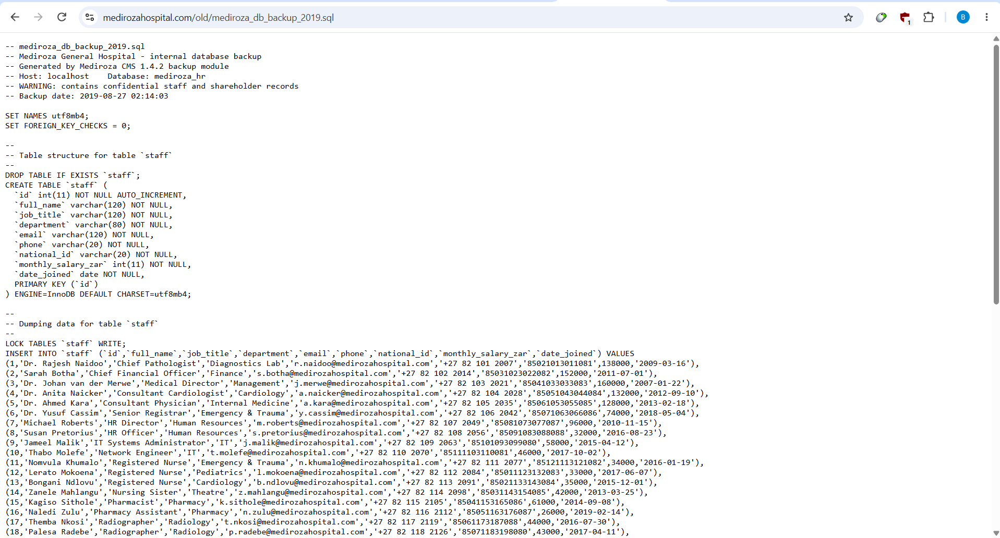 medirozahospital.com/old/mediroza_db_backup_2019.sql
1
B
-- mediroza_db_backup_2019.sql
-- Mediroza General Hospital - internal database backup
-- Generated by Mediroza CMS 1.4.2 backup module
-- Host: localhost    Database: mediroza_hr
-- WARNING: contains confidential staff and shareholder records
-- Backup date: 2019-08-27 02:14:03
SET NAMES utf8mb4;
SET FOREIGN_KEY_CHECKS = 0;
--
-- Table structure for table `staff`
--
DROP TABLE IF EXISTS `staff`;
CREATE TABLE `staff` (
  `id` int(11) NOT NULL AUTO_INCREMENT,
  `full_name` varchar(120) NOT NULL,
  `job_title` varchar(120) NOT NULL,
  `department` varchar(80) NOT NULL,
  `email` varchar(120) NOT NULL,
  `phone` varchar(20) NOT NULL,
  `national_id` varchar(20) NOT NULL,
  `monthly_salary_zar` int(11) NOT NULL,
  `date_joined` date NOT NULL,
  PRIMARY KEY (`id`)
) ENGINE=InnoDB DEFAULT CHARSET=utf8mb4;
--
-- Dumping data for table `staff`
--
LOCK TABLES `staff` WRITE;
INSERT INTO `staff` (`id`,`full_name`,`job_title`,`department`,`email`,`phone`,`national_id`,`monthly_salary_zar`,`date_joined`) VALUES
(1,'Dr. Rajesh Naidoo','Chief Pathologist','Diagnostics Lab','r.naidoo@medirozahospital.com','+27 82 101 2007','85021013011081',138000,'2009-03-16'),
(2,'Sarah Botha','Chief Financial Officer','Finance','s.botha@medirozahospital.com','+27 82 102 2014','85031023022082',152000,'2011-07-01'),
(3,'Dr. Johan van der Merwe','Medical Director','Management','j.merwe@medirozahospital.com','+27 82 103 2021','85041033033083',160000,'2007-01-22'),
(4,'Dr. Anita Naicker','Consultant Cardiologist','Cardiology','a.naicker@medirozahospital.com','+27 82 104 2028','85051043044084',132000,'2012-09-10'),
(5,'Dr. Ahmed Kara','Consultant Physician','Internal Medicine','a.kara@medirozahospital.com','+27 82 105 2035','85061053055085',128000,'2013-02-18'),
(6,'Dr. Yusuf Cassim','Senior Registrar','Emergency & Trauma','y.cassim@medirozahospital.com','+27 82 106 2042','85071063066086',74000,'2018-05-04'),
(7,'Michael Roberts','HR Director','Human Resources','m.roberts@medirozahospital.com','+27 82 107 2049','85081073077087',96000,'2010-11-15'),
(8,'Susan Pretorius','HR Officer','Human Resources','s.pretorius@medirozahospital.com','+27 82 108 2056','85091083088088',32000,'2016-08-23'),
(9,'Jameel Malik','IT Systems Administrator','IT','j.malik@medirozahospital.com','+27 82 109 2063','85101093099080',58000,'2015-04-12'),
(10,'Thabo Molefe','Network Engineer','IT','t.molefe@medirozahospital.com','+27 82 110 2070','85111103110081',46000,'2017-10-02'),
(11,'Nomvula Khumalo','Registered Nurse','Emergency & Trauma','n.khumalo@medirozahospital.com','+27 82 111 2077','85121113121082',34000,'2016-01-19'),
(12,'Lerato Mokoena','Registered Nurse','Pediatrics','l.mokoena@medirozahospital.com','+27 82 112 2084','85011123132083',33000,'2017-06-07'),
(13,'Bongani Ndlovu','Registered Nurse','Cardiology','b.ndlovu@medirozahospital.com','+27 82 113 2091','85021133143084',35000,'2015-12-01'),
(14,'Zanele Mahlangu','Nursing Sister','Theatre','z.mahlangu@medirozahospital.com','+27 82 114 2098','85031143154085',42000,'2013-03-25'),
(15,'Kagiso Sithole','Pharmacist','Pharmacy','k.sithole@medirozahospital.com','+27 82 115 2105','85041153165086',61000,'2014-09-08'),
(16,'Naledi Zulu','Pharmacy Assistant','Pharmacy','n.zulu@medirozahospital.com','+27 82 116 2112','85051163176087',26000,'2019-02-14'),
(17,'Themba Nkosi','Radiographer','Radiology','t.nkosi@medirozahospital.com','+27 82 117 2119','85061173187088',44000,'2016-07-30'),
(18,'Palesa Radebe','Radiographer','Radiology','p.radebe@medirozahospital.com','+27 82 118 2126','85071183198080',43000,'2017-04-11'),